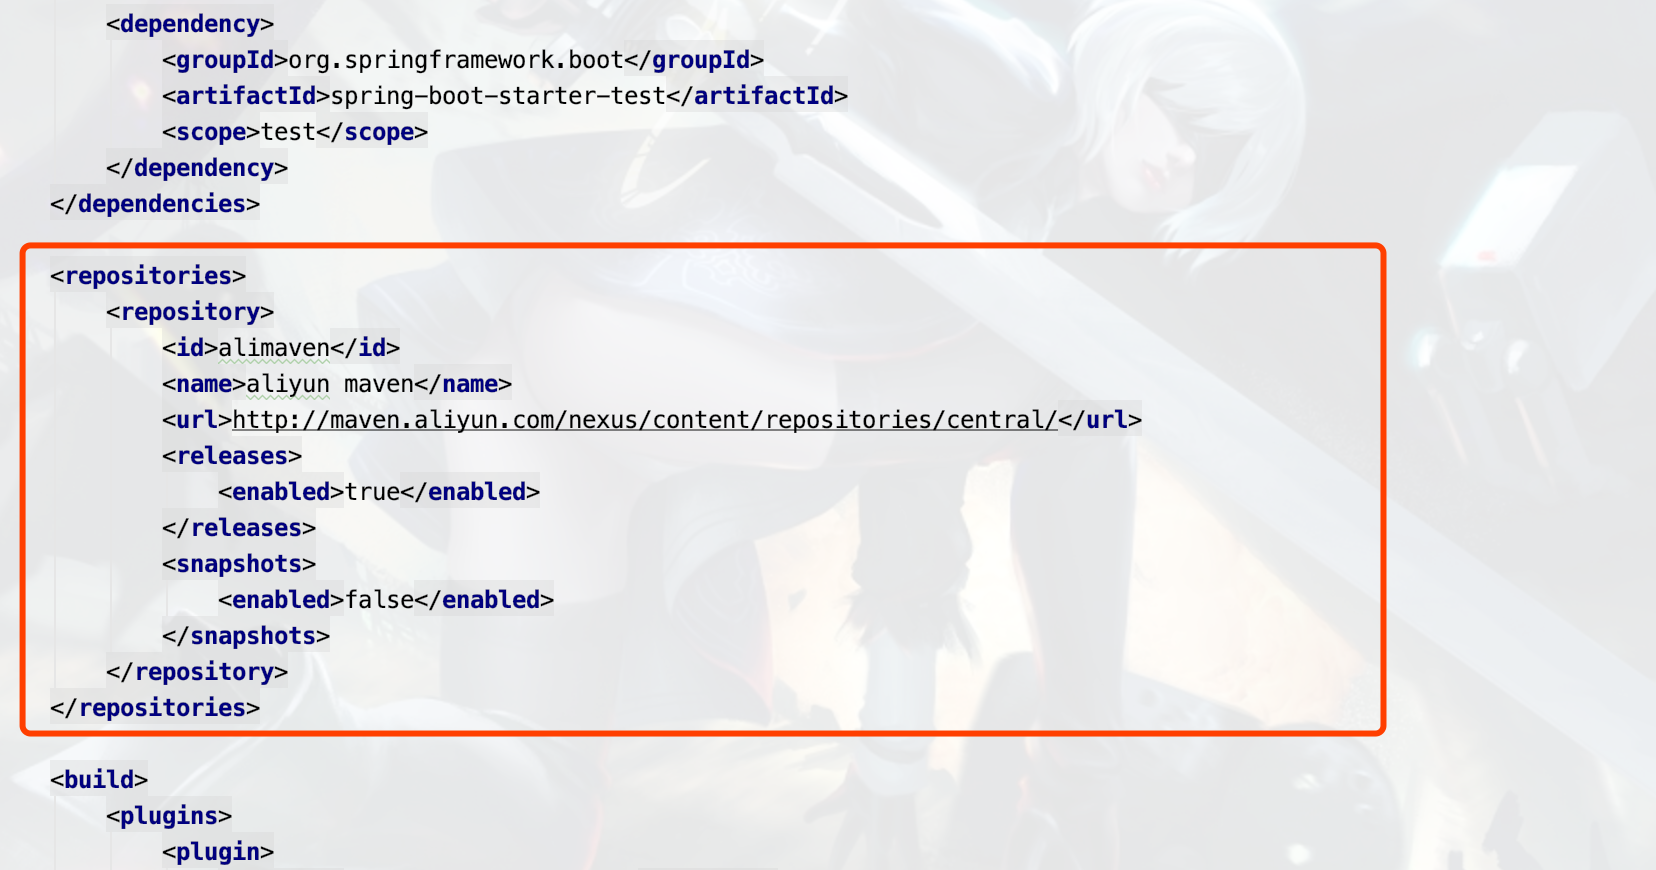 <dependency>
<groupId>org.springframework.boot</groupId>
<artifactId>spring-boot-starter-test</artifactId>
<scope>test</scope>
</dependency>
</dependencies>
<repositories>
<repository>
<id>alimaven</id>
<name>aliyun maven</name>
<url>http://maven.aliyun.com/nexus/content/repositories/central/</url>
<releases>
<enabled>true</enabled>
</releases>
<snapshots>
<enabled>false</enabled>
</snapshots>
</repository>
</repositories>
<build>
<plugins>
<plugin>